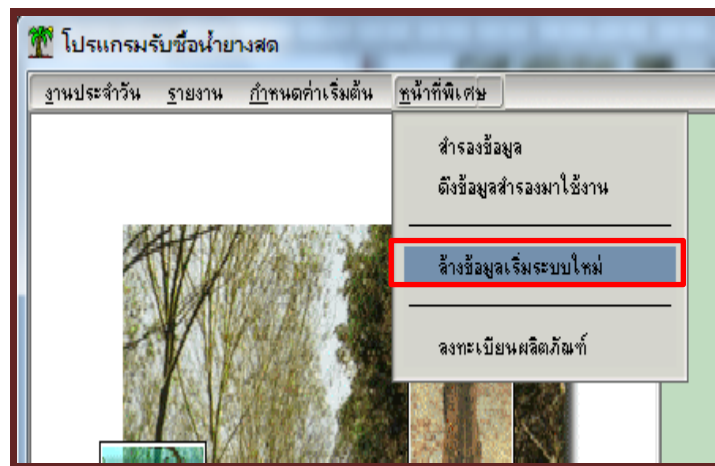 โปรแกรมรับซื้อน้ำยางสด
งานประจำวัน รายงาน กำหนดค่าเริ่มต้น หน้าที่พิเศษ
สำรองข้อมูล
ดึงข้อมูลสำรองมาใช้งาน
ล้างข้อมูลเริ่มระบบใหม่
ลงทะเบียนผลิตภัณฑ์